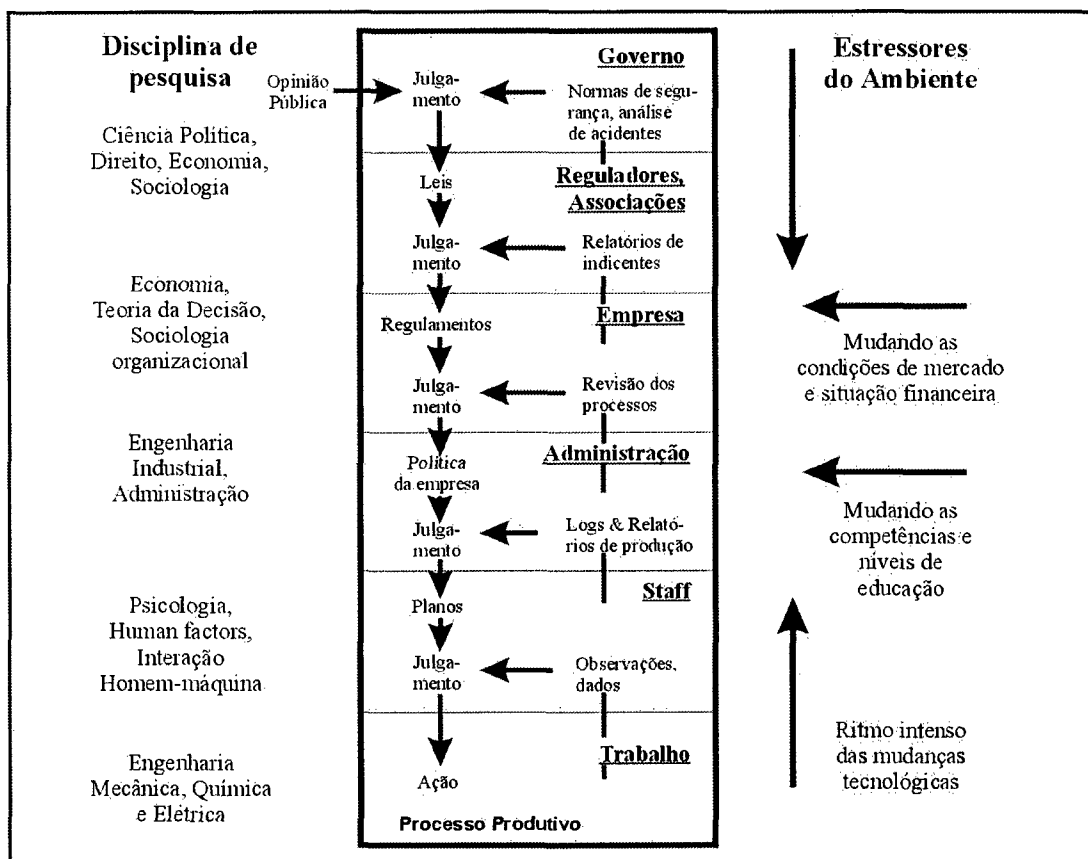 Disciplina de
pesquisa
Ciência Política,
Direito, Economia,
Sociologia
Economia,
Teoria da Decisão,
Sociologia
organizacional
Engenharia
Industrial,
Administração
Psicologia,
Human factors,
Interação
Homem-máquina
Engenharia
Mecânica, Química
e Elétrica
Opinião
Pública
Governo
Julga-
mento
Normas de segu-
rança, análise
de acidentes
Reguladores,
Associações
Leis
Julga-
mento
Relatórios de
indicentes
Empresa
Regulamentos
Julga-
mento
Revisão dos
processos
Administração
Política
da empresa
Julga-
mento
Logs & Relató-
rios de produção
Staff
Planos
Julga-
mento
Observações,
dados
Trabalho
Ação
Processo Produtivo
Estressores
do Ambiente
Mudando as
condições de mercado
e situação financeira
Mudando as
competências e
níveis de
educação
Ritmo intenso
das mudanças
tecnológicas